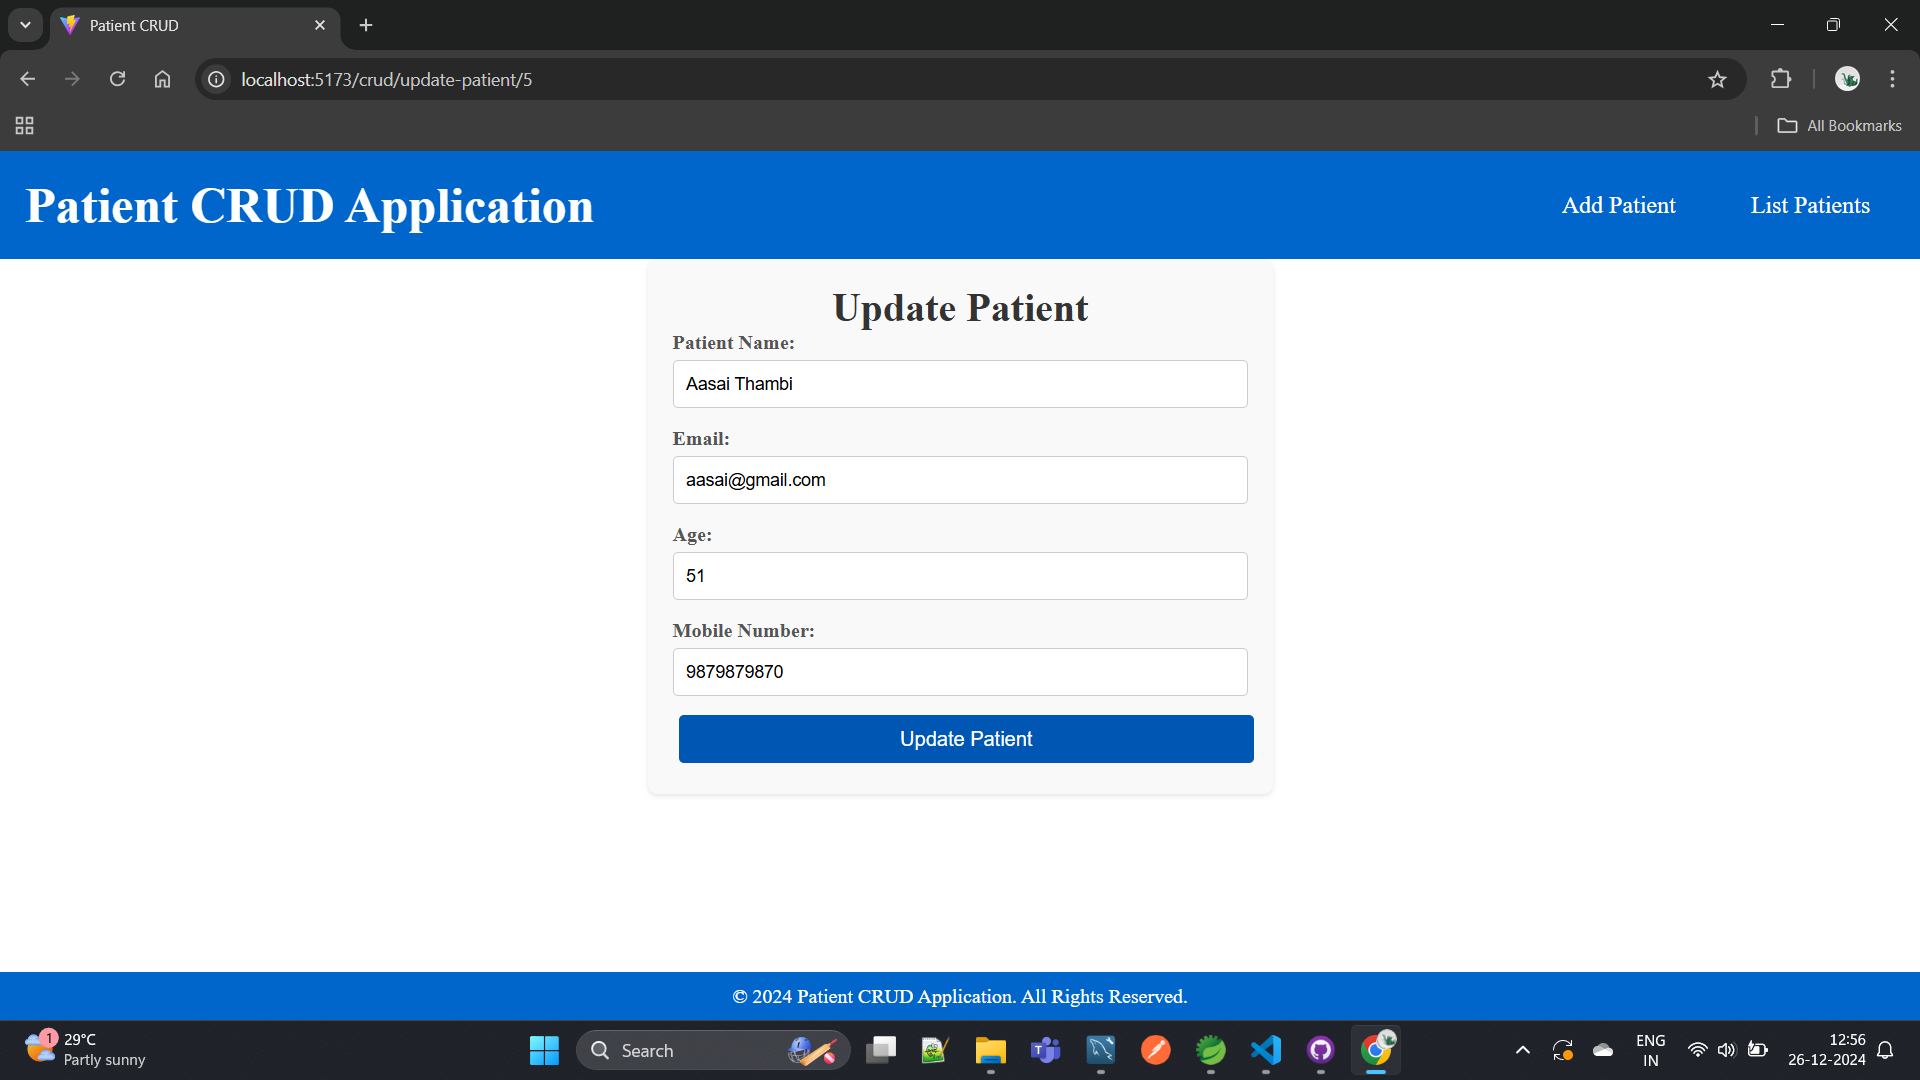 Patient CRUD
localhost:5173/crud/update-patient/5
All Bookmarks
Patient CRUD Application
Add Patient
List Patients
Update Patient
Patient Name:
Aasai Thambi
Email:
aasai@gmail.com
Age:
51
Mobile Number:
9879879870
Update Patient
© 2024 Patient CRUD Application. All Rights Reserved.
1
29°C
Partly sunny
Search
ENG
IN
12:56
26-12-2024